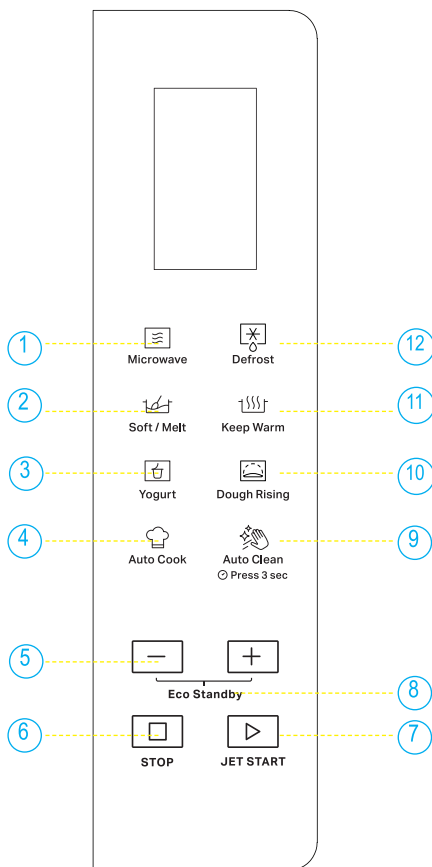 1
Microwave
Defrost
12
2
Soft / Melt
Keep Warm
11
3
Yogurt
Dough Rising
10
4
Auto Cook
Auto Clean
Press 3 sec
9
5
Eco Standby
8
6
STOP
JET START
7